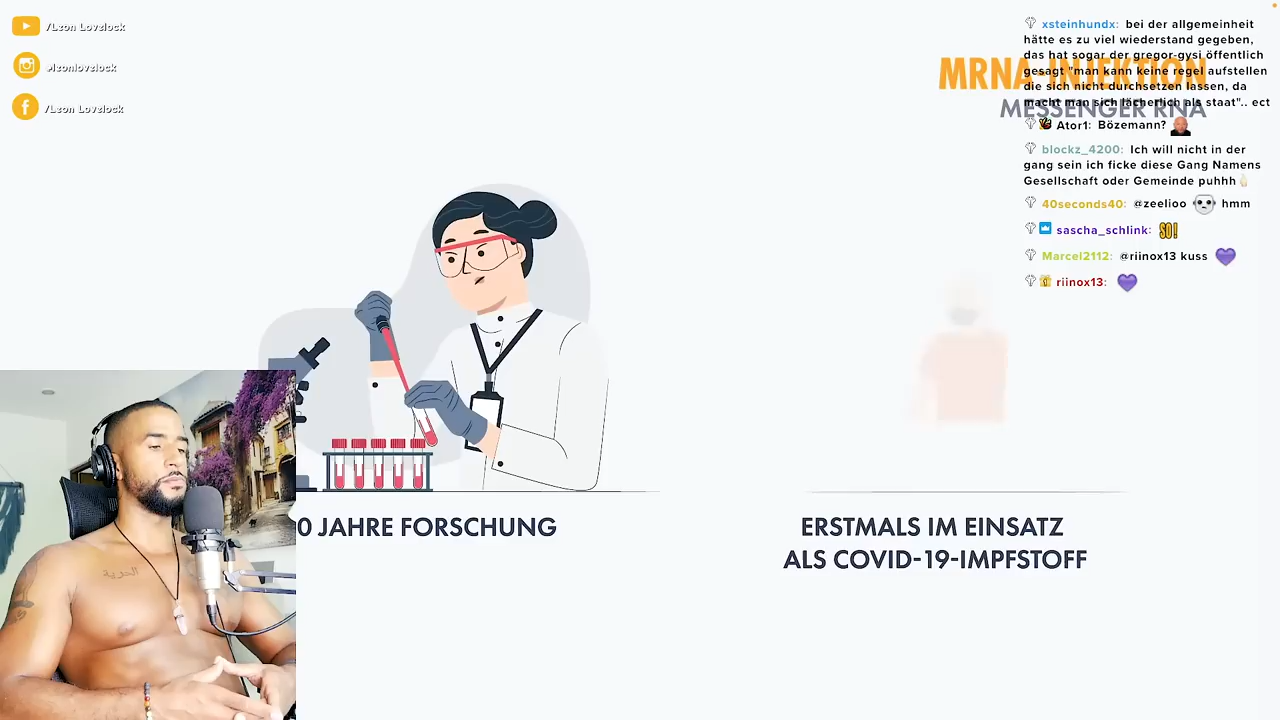 /Leon Lovelock
/leonlovelock
/Leon Lovelock
MRNA-INJEKTION
MESSENGER RNA
xsteinhundx: bei der allgemeinheit
hätte es zu viel wiederstand gegeben,
das hat sogar der gregor-gysi öffentlich
gesagt "man kann keine regel aufstellen
die sich nicht durchsetzen lassen, da
macht man sich lächerlich als staat".. ect
Ator1: Bözemann?
blockz_4200: Ich will nicht in der
gang sein ich ficke diese Gang Namens
Gesellschaft oder Gemeinde puhhh
40seconds40: @zeelioo hmm
sascha_schlink: SO!
Marcel2112: @riinox13 kuss
riinox13:
0 JAHRE FORSCHUNG
ERSTMALS IM EINSATZ
ALS COVID-19-IMPFSTOFF